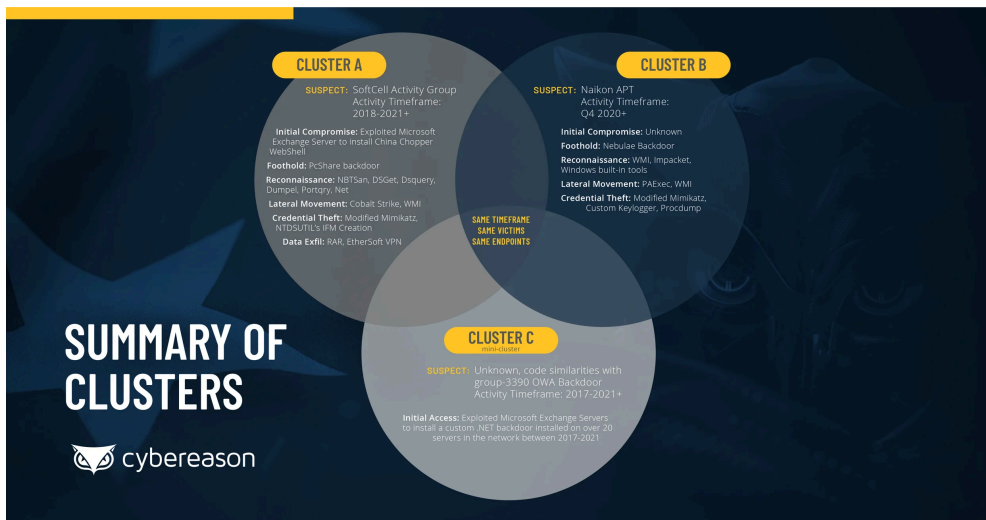 CLUSTER A
SUSPECT: SoftCell Activity Group
Activity Timeframe:
2018-2021+
Initial Compromise: Exploited Microsoft
Exchange Server to install China Chopper
WebShell
Foothold: PcShare backdoor
Reconnaissance: NBTSan, DSGet, Dsquery,
Dumpel, Portqry, Net
Lateral Movement: Cobalt Strike, WMI
Credential Theft: Modified Mimikatz,
NTDSUTIL's IFM Creation
Data Exfil: RAR, EtherSoft VPN
CLUSTER B
SUSPECT: Naikon APT
Activity Timeframe:
Q4 2020+
Initial Compromise: Unknown
Foothold: Nebulae Backdoor
Reconnaissance: WMI, Impacket,
Windows built-in tools
Lateral Movement: PAExec, WMI
Credential Theft: Modified Mimikatz,
Custom Keylogger, Procdump
SAME TIMEFRAME
SAME VICTIMS
SAME ENDPOINTS
CLUSTER C
mini-cluster
SUSPECT: Unknown, code similarities with
group-3390 OWA Backdoor
Activity Timeframe: 2017-2021+
Initial Access: Exploited Microsoft Exchange Servers
to install a custom .NET backdoor installed on over 20
servers in the network between 2017-2021
SUMMARY OF
CLUSTERS
cybereason